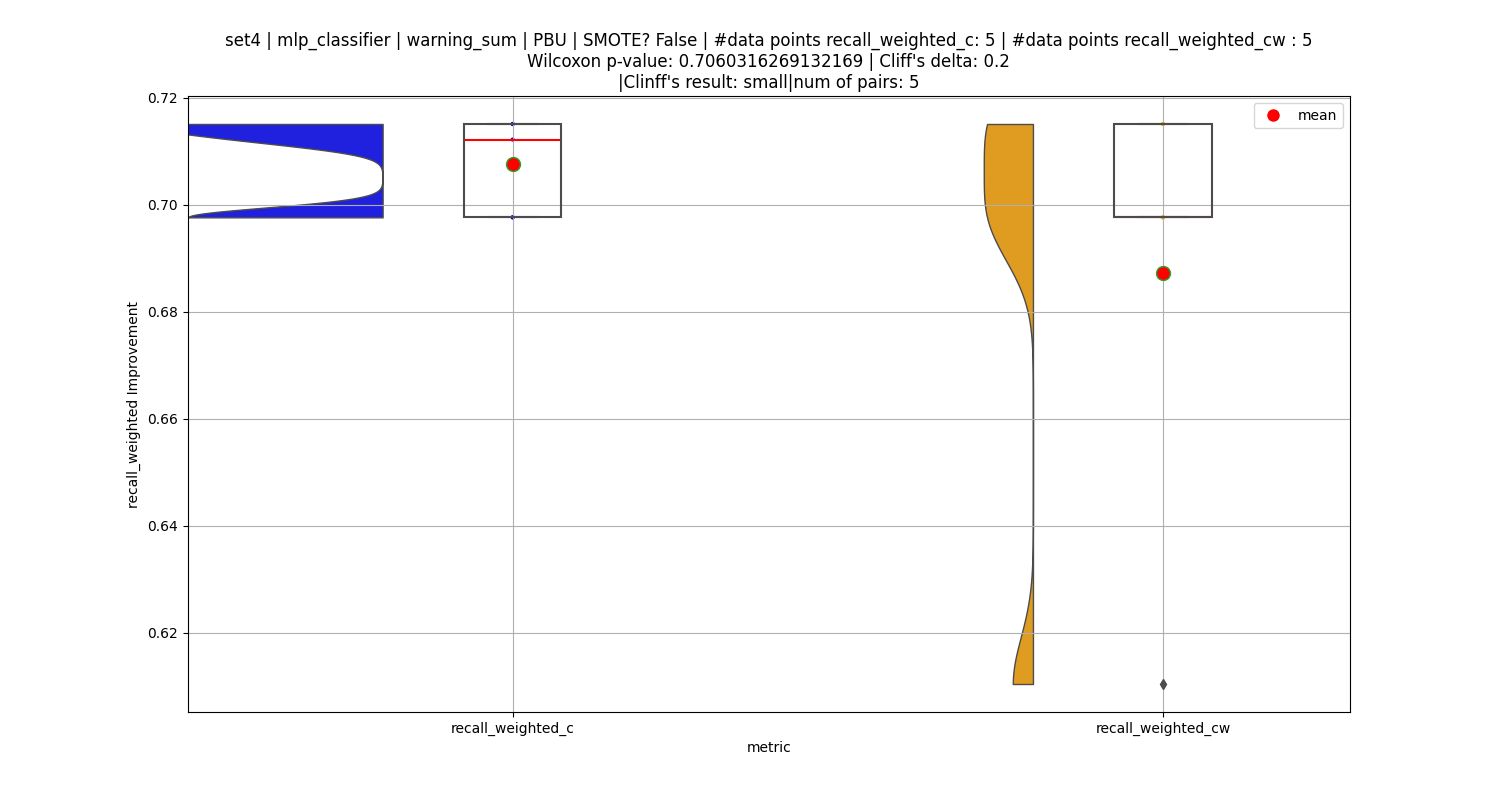 set4 | mlp_classifier | warning_sum | PBU | SMOTE? False | #data points recall_weighted_c: 5 | #data points recall_weighted_cw : 5
Wilcoxon p-value: 0.7060316269132169 | Cliff's delta: 0.2
|Clinff's result: small|num of pairs: 5
0.72
mean
0.70
0.68
0.66
0.64
0.62
recall_weighted Improvement
recall_weighted_c
recall_weighted_cw
metric